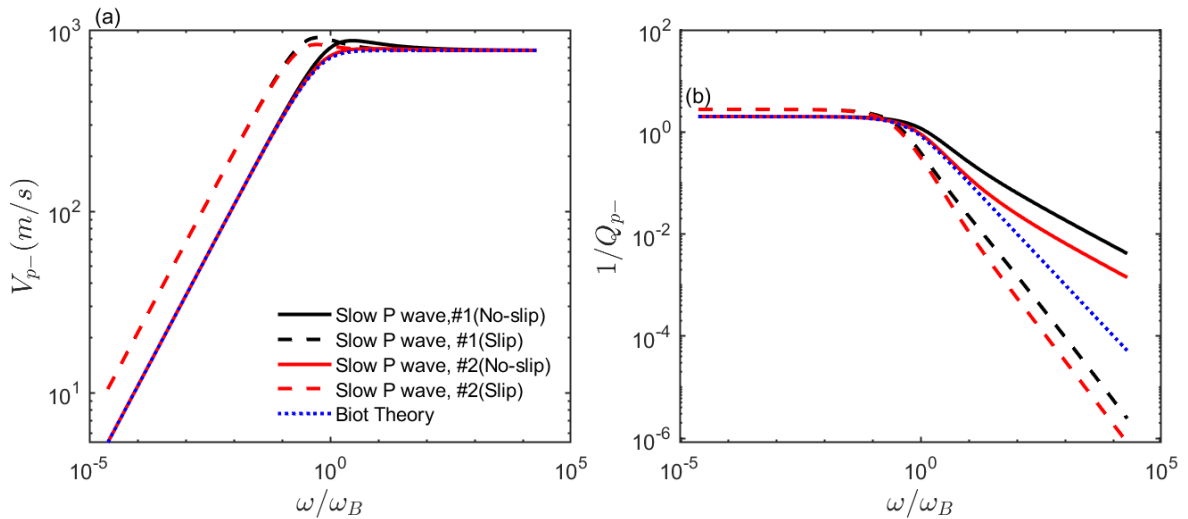 (a)
10^3
10^2
10^1
V_{p-}(m/s)
10^{-5}
10^0
10^5
ω/ω_B
Slow P wave,#1(No-slip)
Slow P wave, #1(Slip)
Slow P wave, #2(No-slip)
Slow P wave, #2(Slip)
Biot Theory
(b)
10^2
10^0
10^{-2}
10^{-4}
10^{-6}
1/Q_{p-}
10^{-5}
10^0
10^5
ω/ω_B